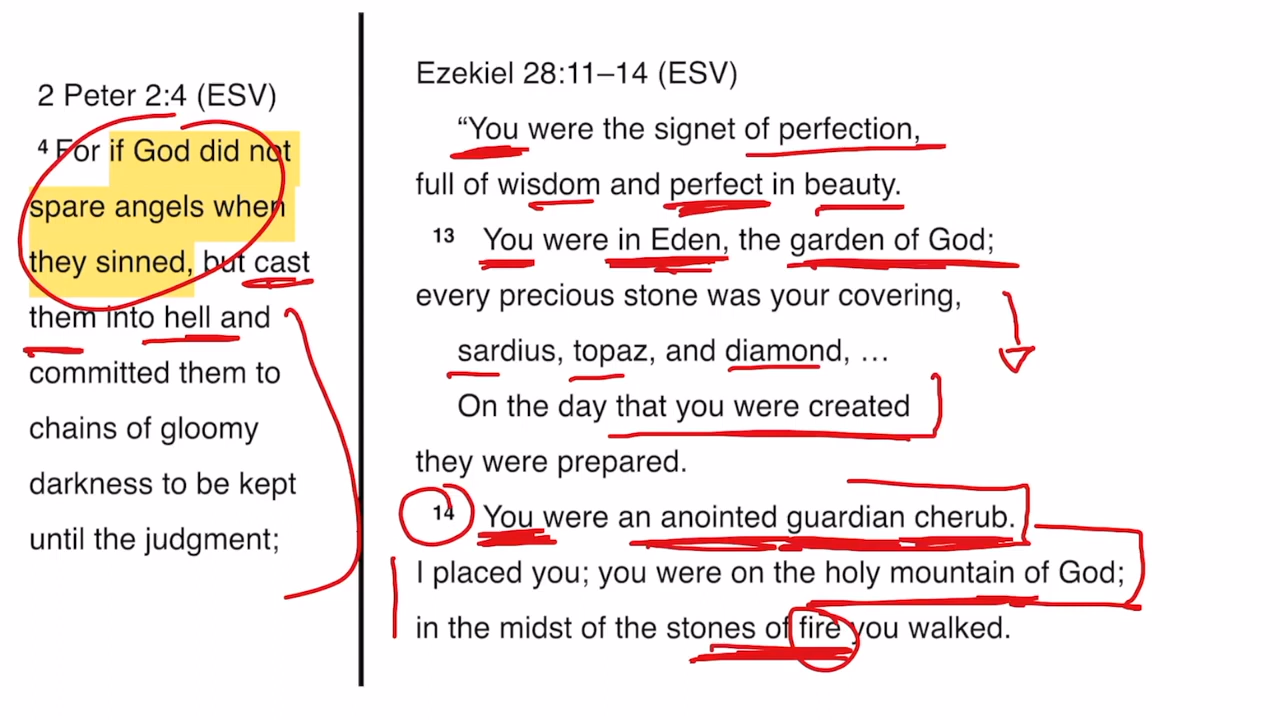 2 Peter 2:4 (ESV)
4 For if God did not
spare angels when
they sinned, but cast
them into hell and
committed them to
chains of gloomy
darkness to be kept
until the judgment;
Ezekiel 28:11–14 (ESV)
“You were the signet of perfection,
full of wisdom and perfect in beauty.
13 You were in Eden, the garden of God;
every precious stone was your covering,
sardius, topaz, and diamond, …
On the day that you were created
they were prepared.
14 You were an anointed guardian cherub.
I placed you; you were on the holy mountain of God;
in the midst of the stones of fire you walked.